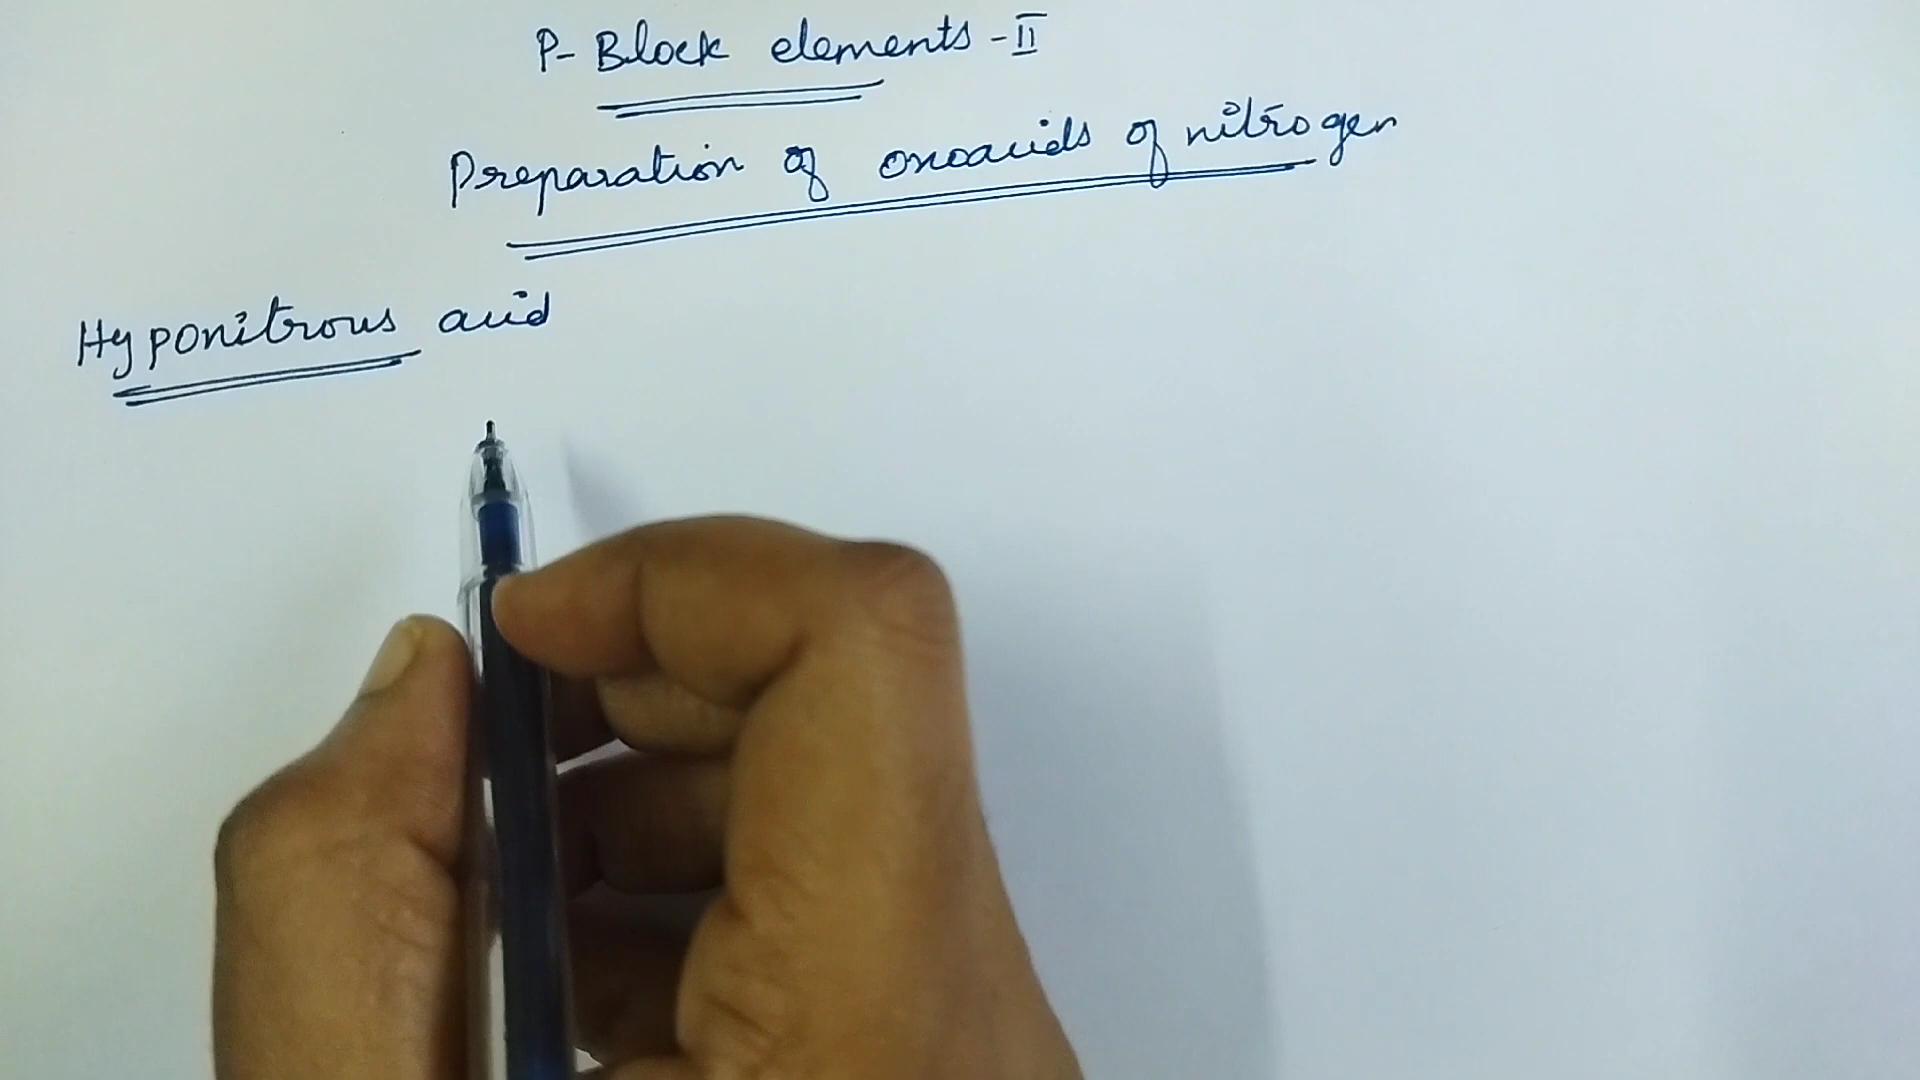 P-Block elements - II
Preparation of oxoacids of nitrogen
Hyponitrous acid